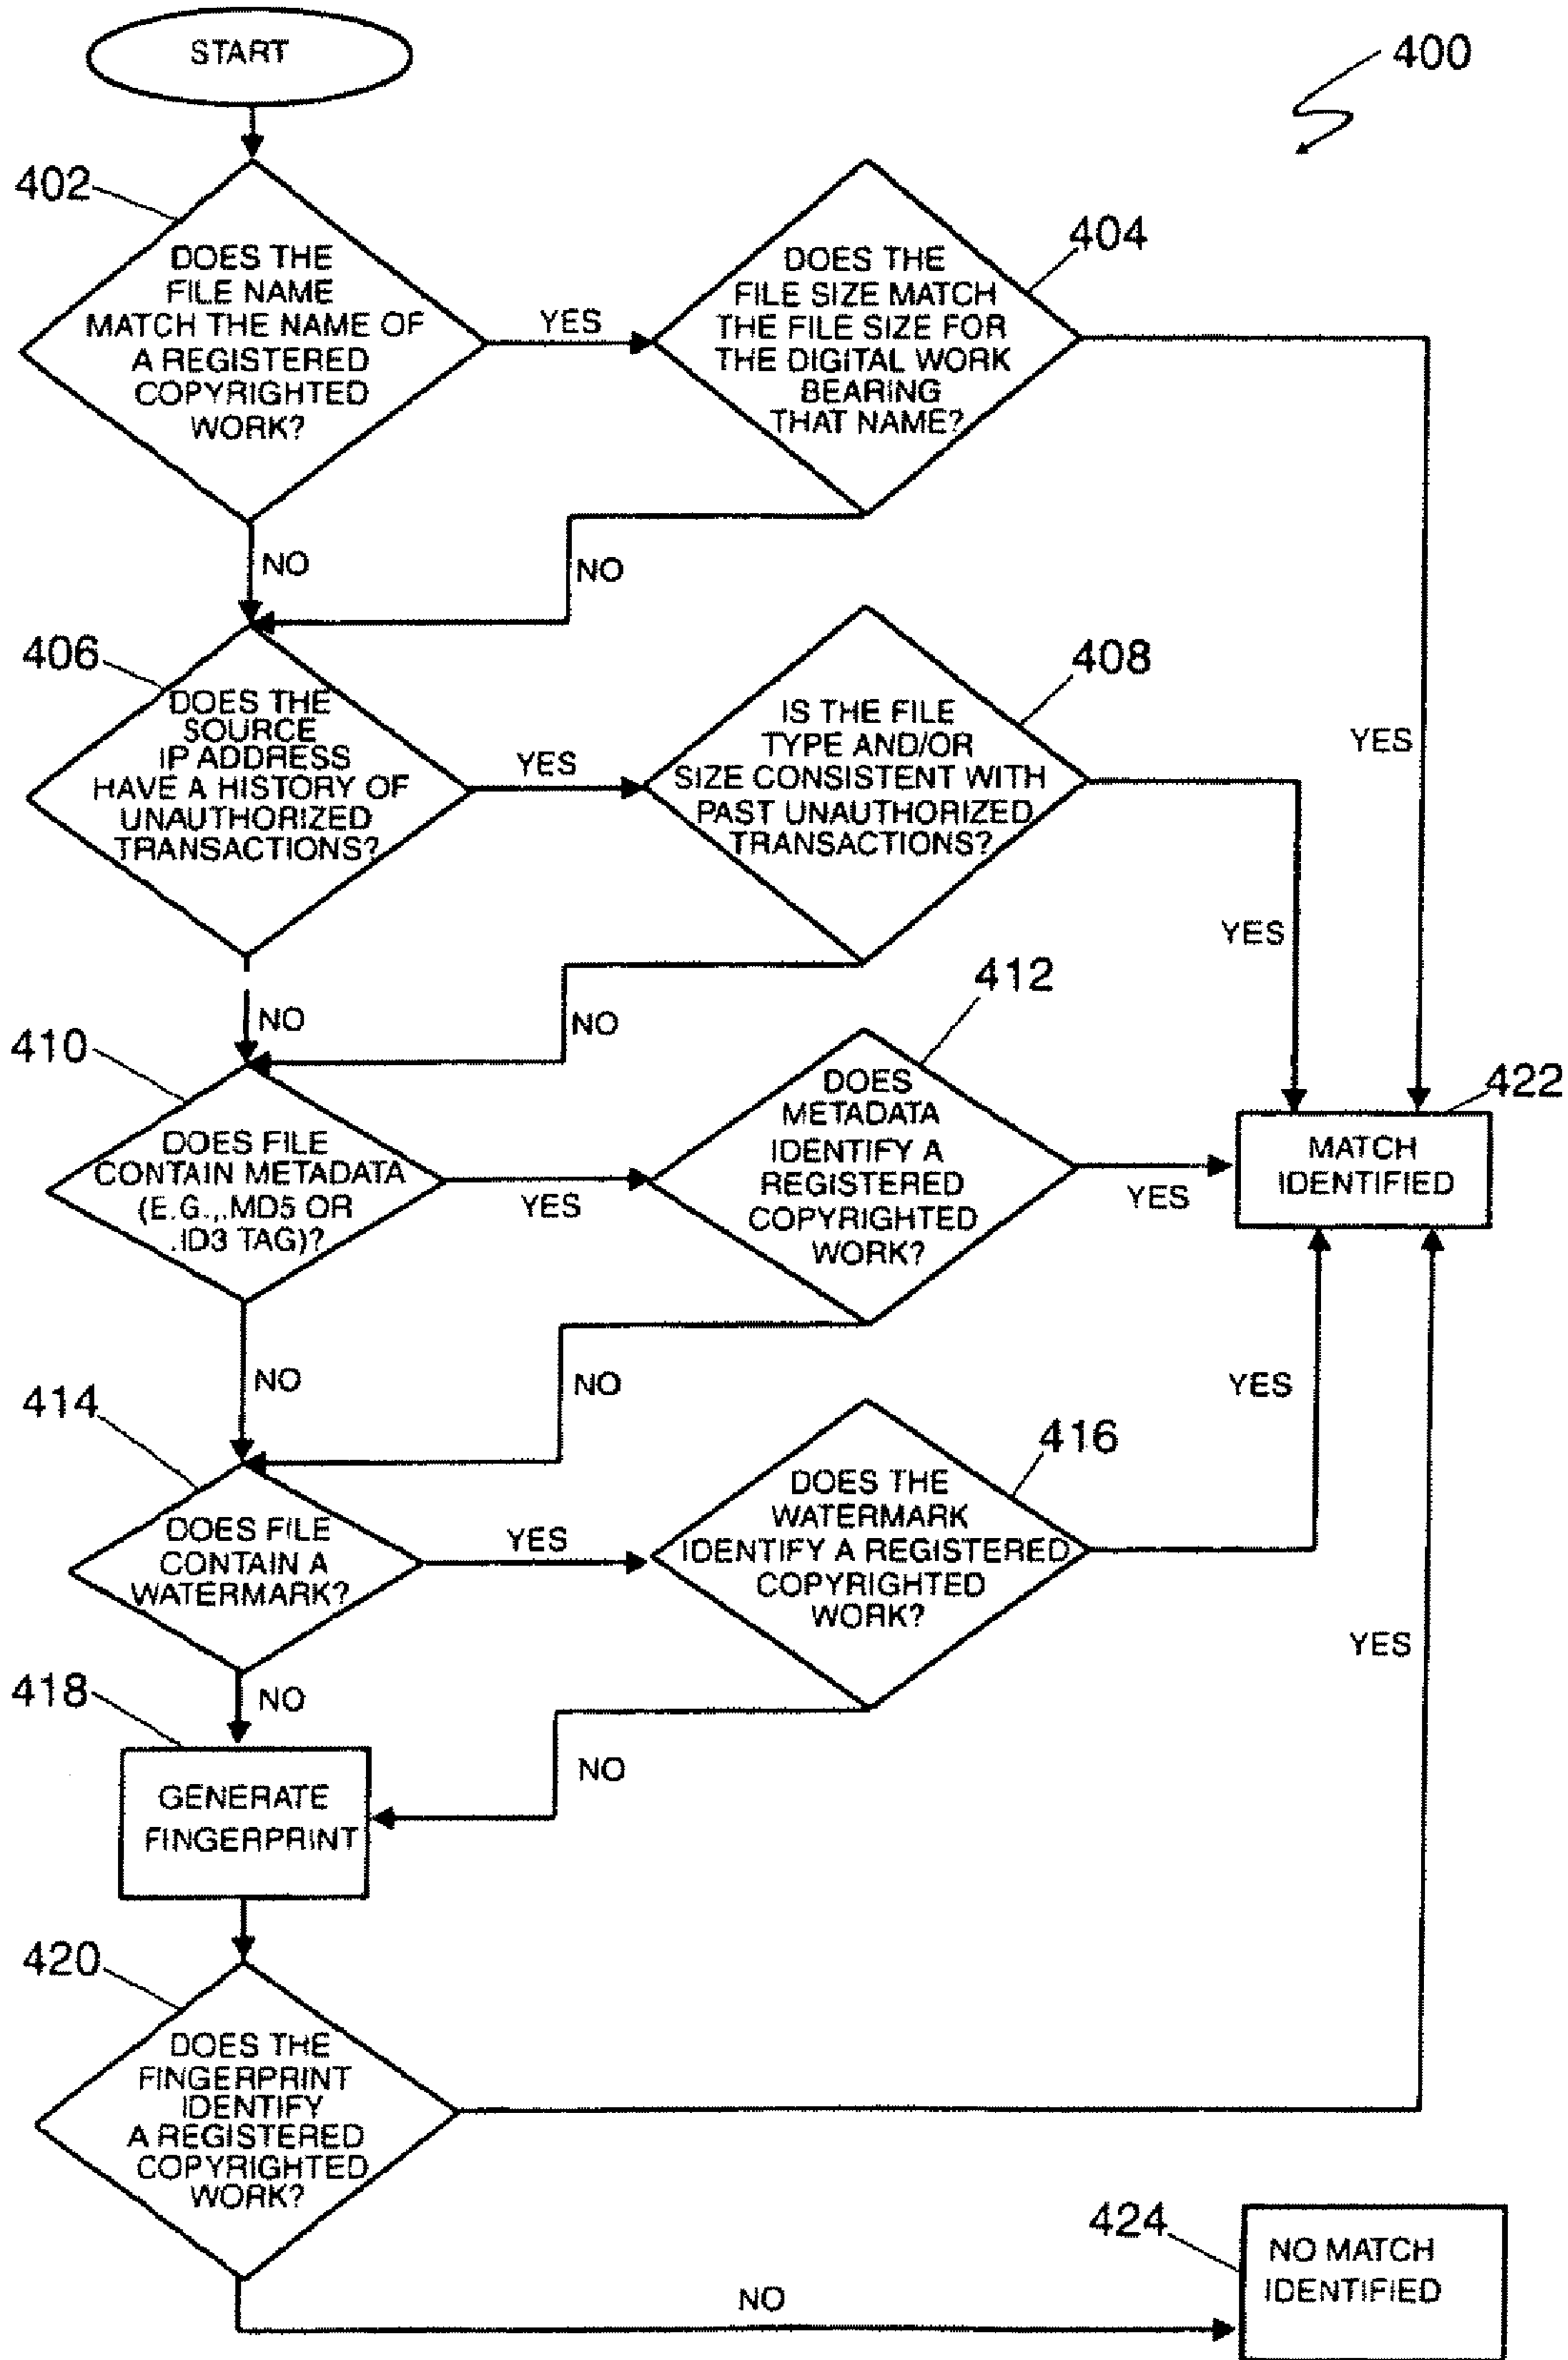 START
400
402
DOES THE
FILE NAME
MATCH THE NAME OF
A REGISTERED
COPYRIGHTED
WORK?
YES
404
DOES THE
FILE SIZE MATCH
THE FILE SIZE FOR
THE DIGITAL WORK
BEARING
THAT NAME?
NO
NO
YES
406
DOES THE
SOURCE
IP ADDRESS
HAVE A HISTORY OF
UNAUTHORIZED
TRANSACTIONS?
YES
408
IS THE FILE
TYPE AND/OR
SIZE CONSISTENT WITH
PAST UNAUTHORIZED
TRANSACTIONS?
YES
NO
NO
410
DOES FILE
CONTAIN METADATA
(E.G.,.MD5 OR
.ID3 TAG)?
YES
412
DOES
METADATA
IDENTIFY A
REGISTERED
COPYRIGHTED
WORK?
YES
422
MATCH
IDENTIFIED
NO
NO
YES
414
DOES FILE
CONTAIN A
WATERMARK?
YES
416
DOES THE
WATERMARK
IDENTIFY A REGISTERED
COPYRIGHTED
WORK?
YES
NO
NO
418
GENERATE
FINGERPRINT
420
DOES THE
FINGERPRINT
IDENTIFY
A REGISTERED
COPYRIGHTED
WORK?
NO
424
NO MATCH
IDENTIFIED